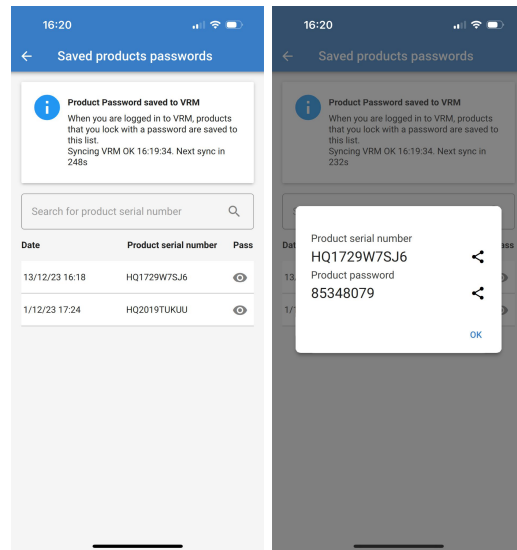 16:20
Saved products passwords
Product Password saved to VRM
When you are logged in to VRM, products
that you lock with a password are saved to
this list.
Syncing VRM OK 16:19:34. Next sync in
248s
Search for product serial number
Date Product serial number Pass
13/12/23 16:18 HQ1729W7SJ6
1/12/23 17:24 HQ2019TUKUU
16:20
Saved products passwords
Product Password saved to VRM
When you are logged in to VRM, products
that you lock with a password are saved to
this list.
Syncing VRM OK 16:19:34. Next sync in
232s
Product serial number
HQ1729W7SJ6
Product password
85348079
OK